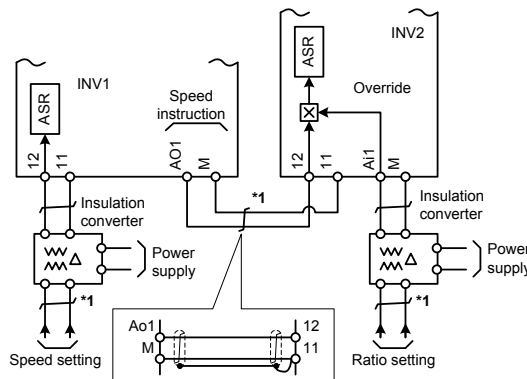 INV2
INV1
ASR
ASR
Speed
instruction
Override
12
11
AO1
M
12
11
Ai1
M
*1
Insulation
converter
Insulation
converter
Δ
Power
supply
Δ
Power
supply
*1
*1
Ao1
12
M
11
Speed setting
Ratio setting